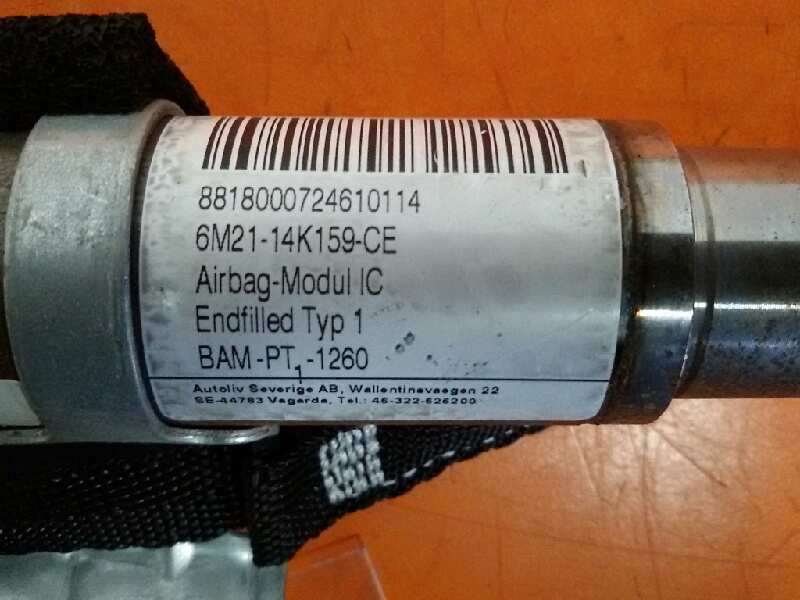 8818000724610114
6M21-14K159-CE
Airbag-Modul IC
Endfilled Typ 1
BAM-PT₁-1260
Autoliv Severige AB, Wallentinsvaegen 22
SE-44783 Vagarda, Tel.: 46-322-626200